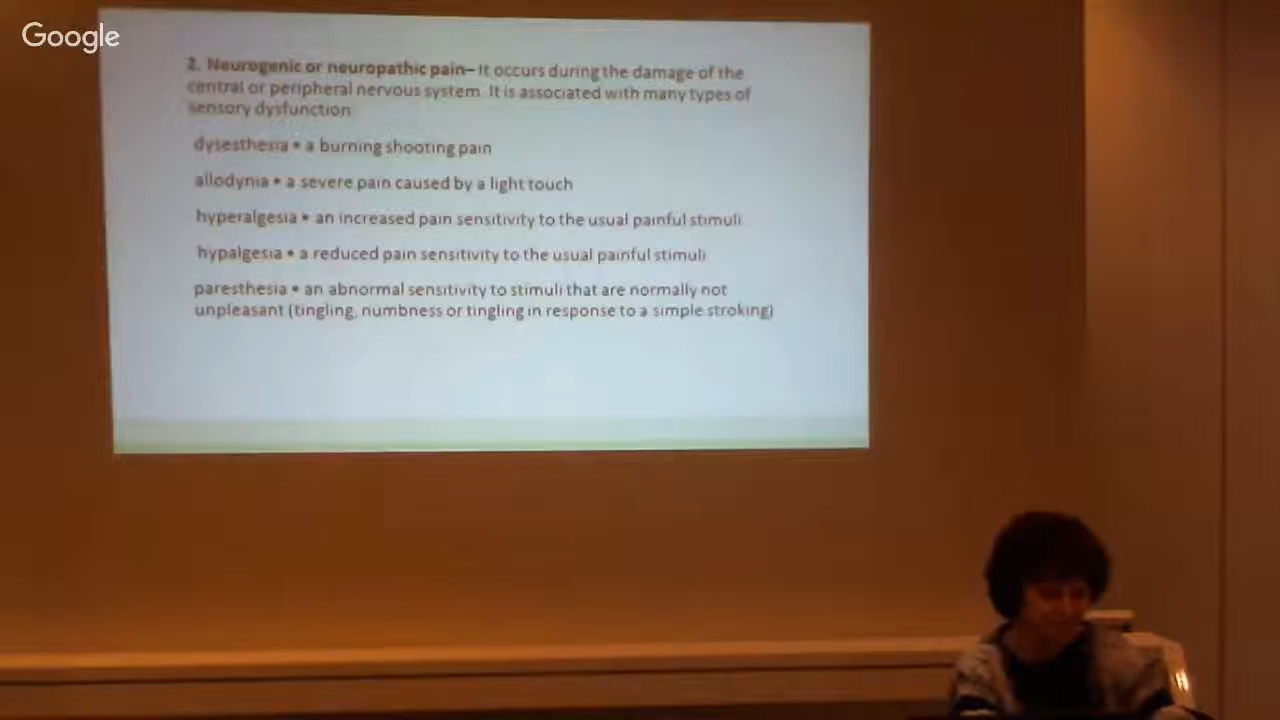 Google
2. Neurogenic or neuropathic pain– It occurs during the damage of the
central or peripheral nervous system. It is associated with many types of
sensory dysfunction
dysesthesia • a burning shooting pain
allodynia • a severe pain caused by a light touch
hyperalgesia • an increased pain sensitivity to the usual painful stimuli
hypalgesia • a reduced pain sensitivity to the usual painful stimuli
paresthesia • an abnormal sensitivity to stimuli that are normally not
unpleasant (tingling, numbness or tingling in response to a simple stroking)